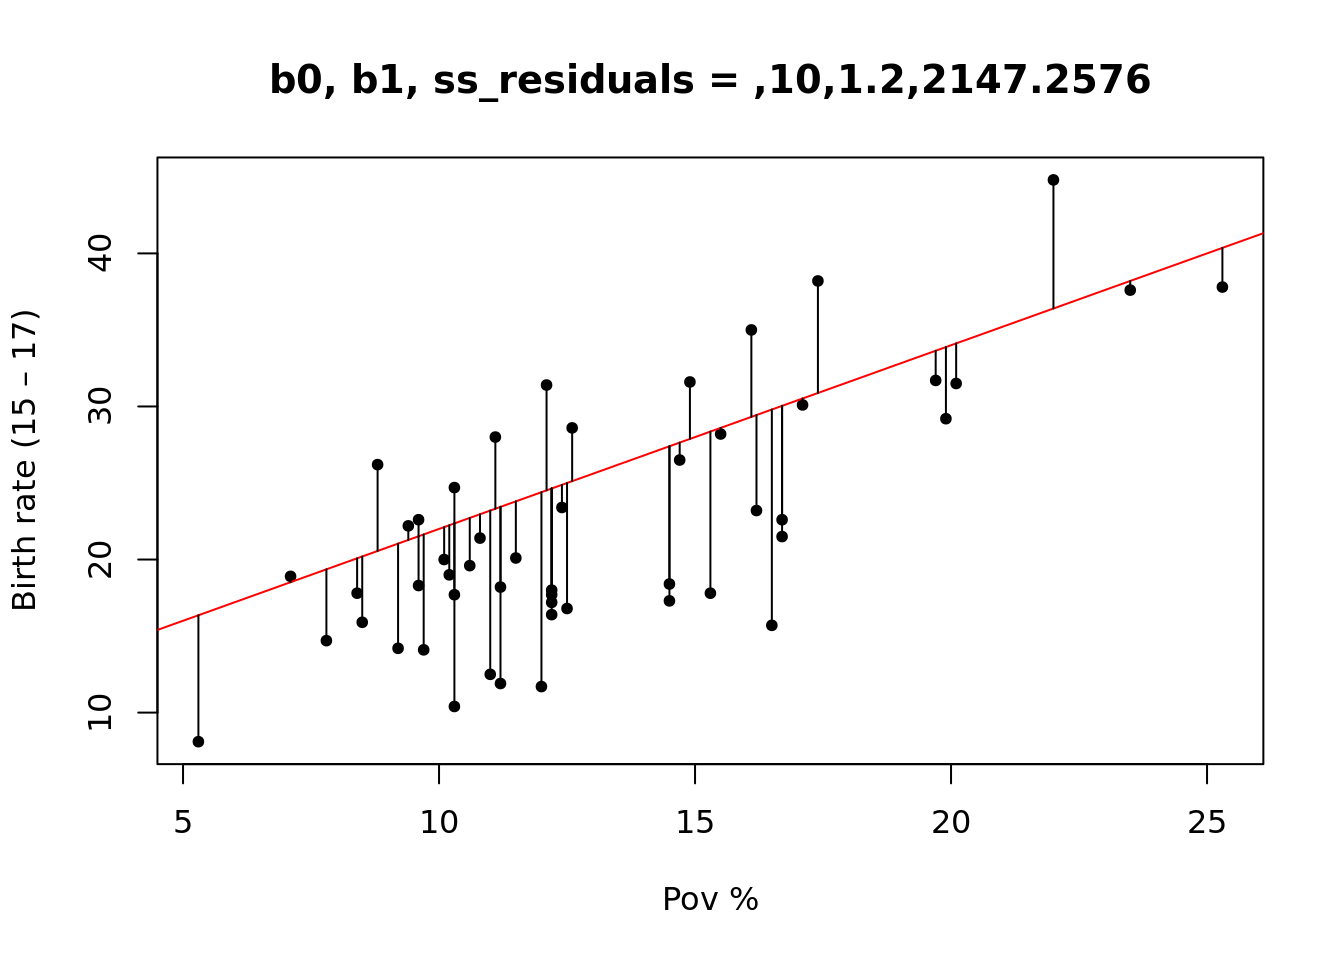 b0, b1, ss_residuals = ,10,1.2,2147.2576
Birth rate (15 – 17)
40
30
20
10
5 10 15 20 25
Pov %